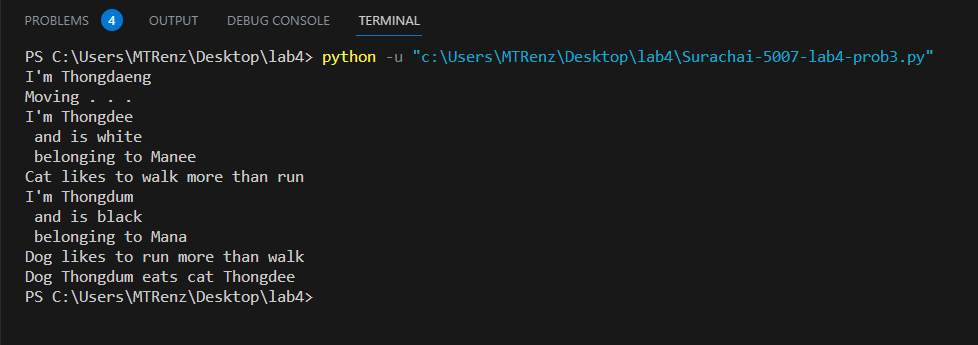 PROBLEMS 4 OUTPUT DEBUG CONSOLE TERMINAL
PS C:\Users\MTRenz\Desktop\lab4> python -u "c:\Users\MTRenz\Desktop\lab4\Surachai-5007-lab4-prob3.py"
I'm Thongdaeng
Moving . . .
I'm Thongdee
 and is white
 belonging to Manee
Cat likes to walk more than run
I'm Thongdum
 and is black
 belonging to Mana
Dog likes to run more than walk
Dog Thongdum eats cat Thongdee
PS C:\Users\MTRenz\Desktop\lab4>